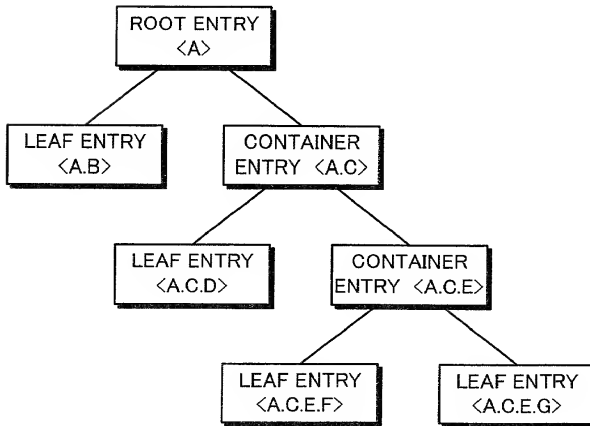 ROOT ENTRY
<A>
LEAF ENTRY
<A.B>
CONTAINER
ENTRY <A.C>
LEAF ENTRY
<A.C.D>
CONTAINER
ENTRY <A.C.E>
LEAF ENTRY
<A.C.E.F>
LEAF ENTRY
<A.C.E.G>